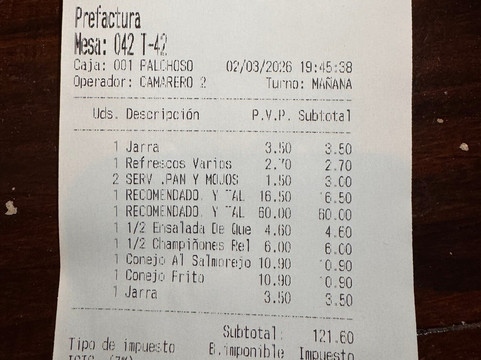 Prefactura
Mesa: 042 T-42
Caja: 001 PALCHOSO 02/03/2026 19:45:38
Operador: CAMARERO 2 Turno: MAÑANA
Uds. Descripción P.V.P. Subtotal
1 Jarra 3.50 3.50
1 Refrescos Varios 2.70 2.70
2 SERV .PAN Y MOJOS 1.50 3.00
1 RECOMENDADO. Y TAL 16.50 16.50
1 RECOMENDADO. Y TAL 60.00 60.00
1 1/2 Ensalada De Que 4.60 4.60
1 1/2 Champiñones Rel 6.00 6.00
1 Conejo Al Salmorejo 10.90 10.90
1 Conejo Frito 10.90 10.90
1 Jarra 3.50 3.50
Subtotal: 121.60
Tipo de impuesto B.imponible Impuesto
IGIC (7%)